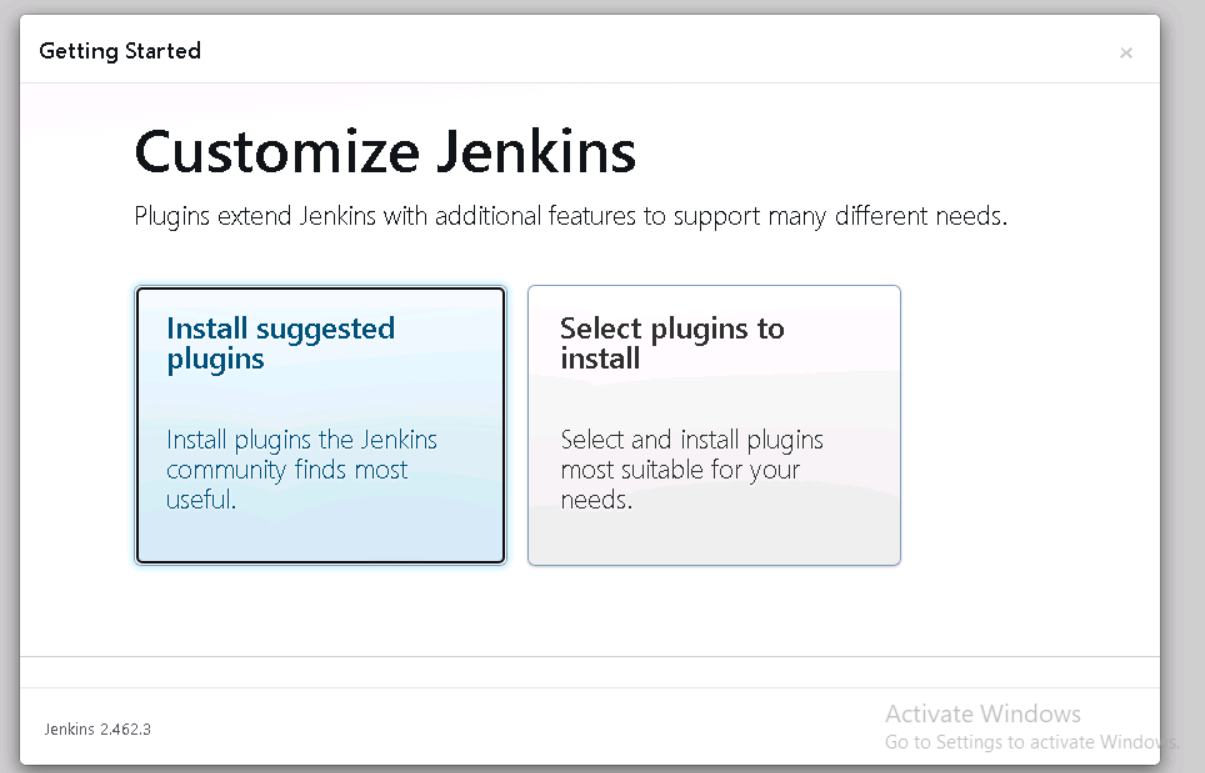 Getting Started
×
Customize Jenkins
Plugins extend Jenkins with additional features to support many different needs.
Install suggested
plugins
Install plugins the Jenkins
community finds most
useful.
Select plugins to
install
Select and install plugins
most suitable for your
needs.
Jenkins 2.462.3
Activate Windows
Go to Settings to activate Windows.